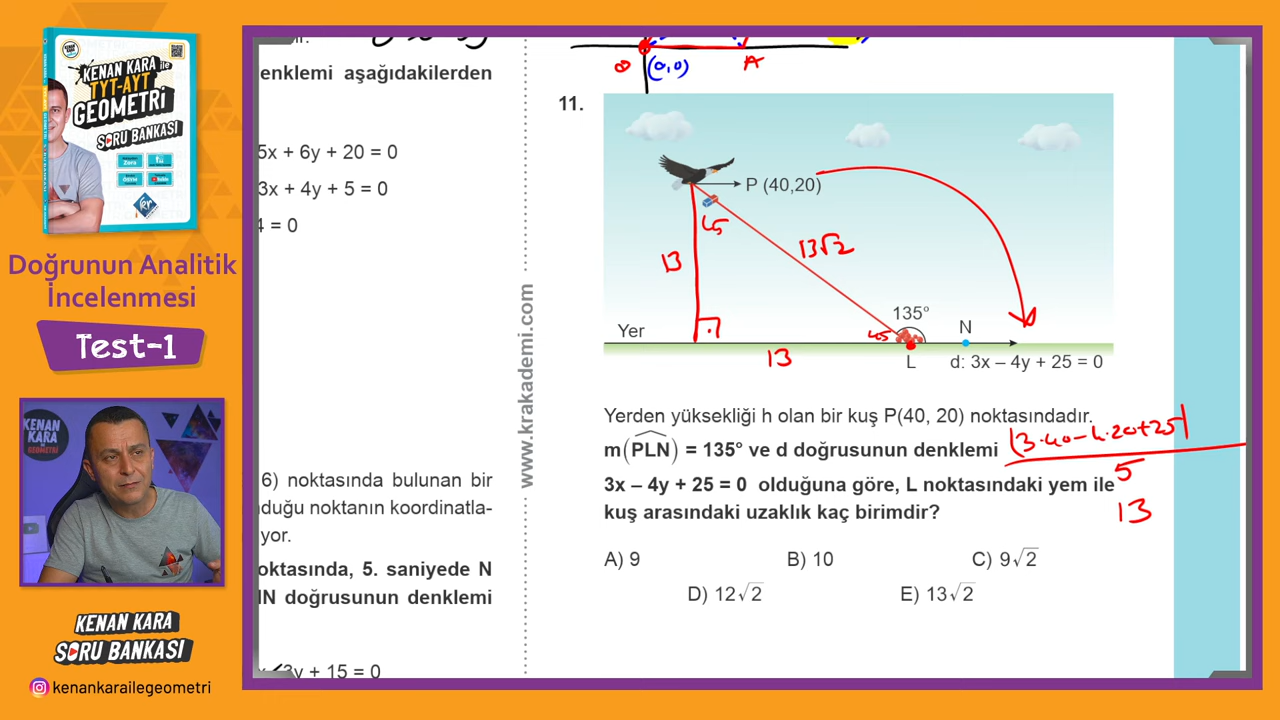 KENAN KARA ile
TYT-AYT
GEOMETRİ
SORU BANKASI
Doğrunun Analitik
İncelenmesi
Test-1
KENAN KARA
SORU BANKASI
kenankarailegeometri
enklemi aşağıdakilerden
5x + 6y + 20 = 0
3x + 4y + 5 = 0
4 = 0
6) noktasında bulunan bir
duğu noktanın koordinatla-
yor.
oktasında, 5. saniyede N
IN doğrusunun denklemi
3y + 15 = 0
www.krakademi.com
O (0,0) A
11.
P (40,20)
45
13√2
13
135°
Yer
45
N
13
L
d: 3x – 4y + 25 = 0
Yerden yüksekliği h olan bir kuş P(40, 20) noktasındadır.
|3·40-4·20+25|
m(PLN) = 135° ve d doğrusunun denklemi
5
3x – 4y + 25 = 0 olduğuna göre, L noktasındaki yem ile
kuş arasındaki uzaklık kaç birimdir?
13
A) 9 B) 10 C) 9√2
D) 12√2 E) 13√2